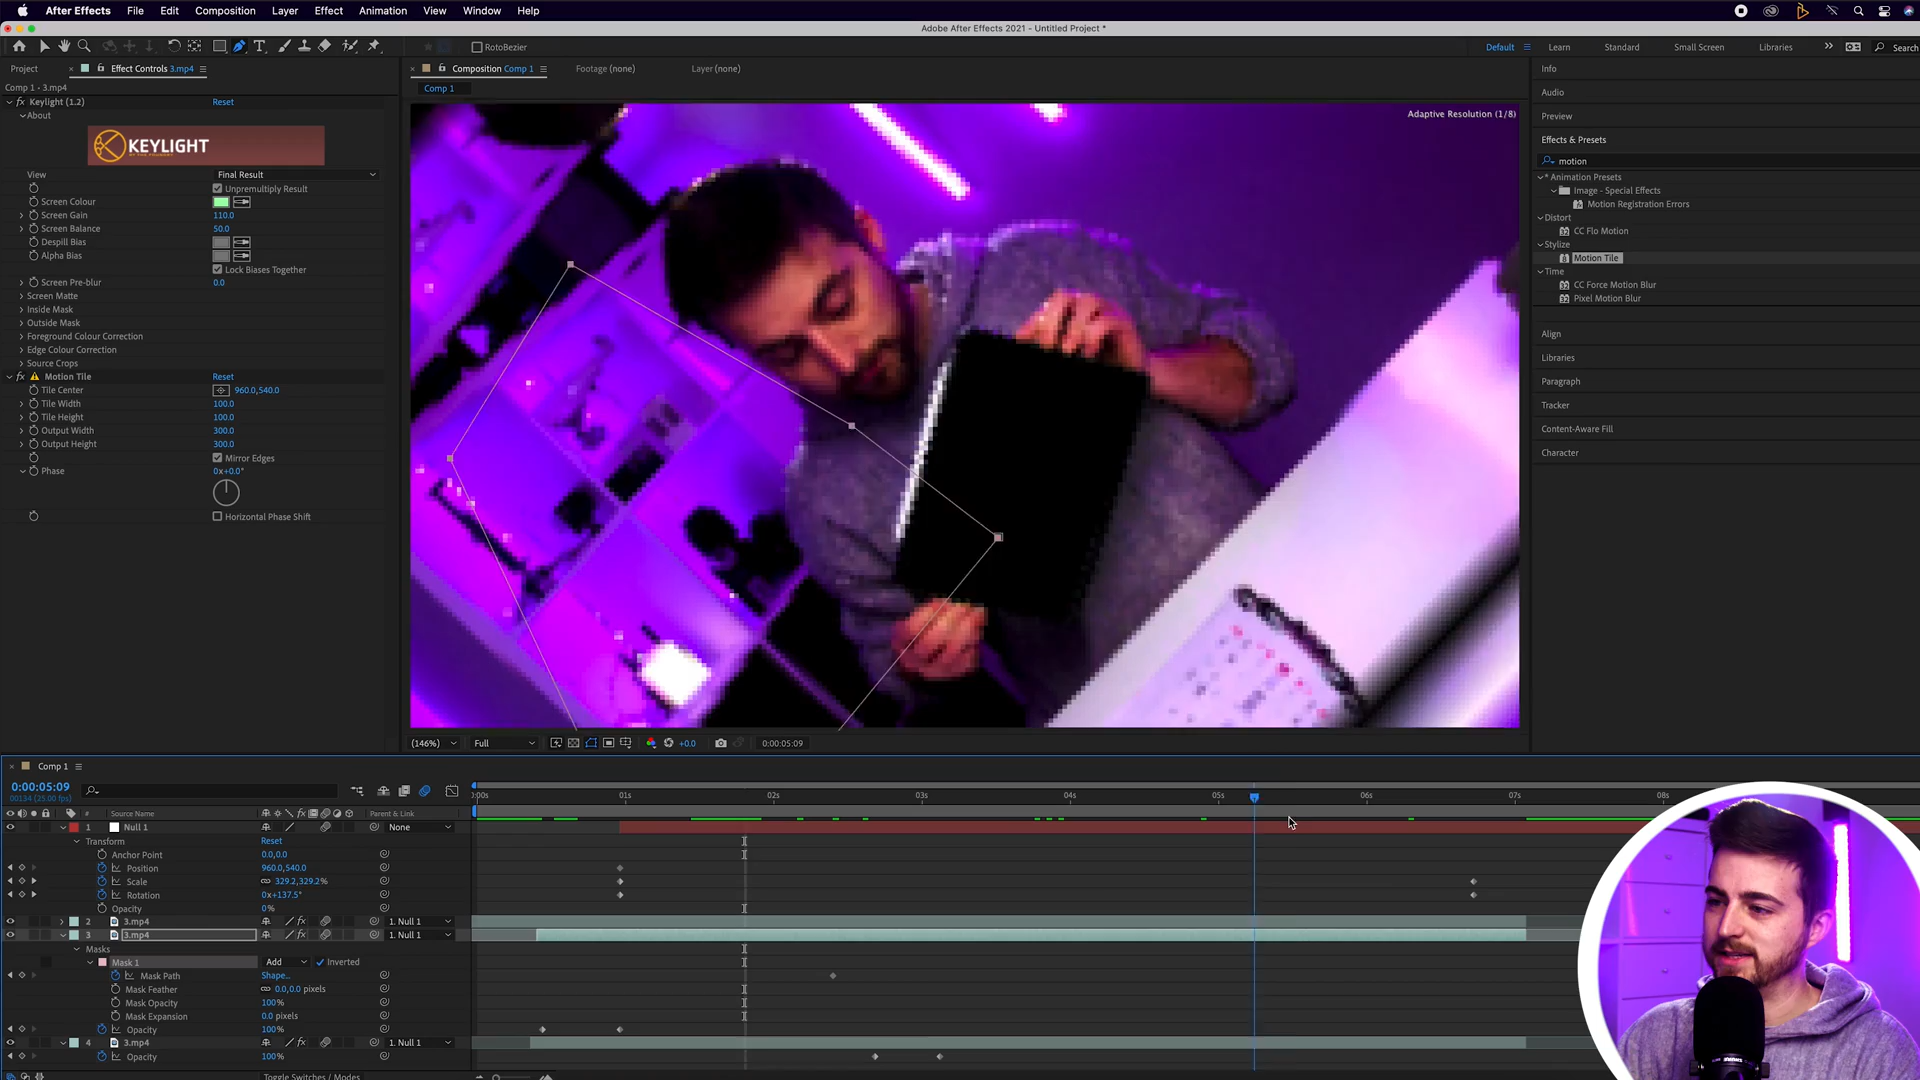 After Effects File Edit Composition Layer Effect Animation View Window Help
Adobe After Effects 2021 - Untitled Project *
RotoBezier Default Learn Standard Small Screen Libraries Search
Project Effect Controls 3.mp4 Composition Comp 1 Footage (none) Layer (none) Info
Comp 1 - 3.mp4 Comp 1 Audio
fx Keylight (1.2) Reset
About
KEYLIGHT
View Final Result
Unpremultiply Result
Screen Colour
Screen Gain 110.0
Screen Balance 50.0
Despill Bias
Alpha Bias
Lock Biases Together
Screen Pre-blur 0.0
Screen Matte
Inside Mask
Outside Mask
Foreground Colour Correction
Edge Colour Correction
Source Crops
fx Motion Tile Reset
Tile Center 960.0,540.0
Tile Width 100.0
Tile Height 100.0
Output Width 300.0
Output Height 300.0
Mirror Edges
Phase 0x+0.0°
Horizontal Phase Shift
Adaptive Resolution (1/8)
Preview
Effects & Presets
motion
* Animation Presets
Image - Special Effects
Motion Registration Errors
Distort
CC Flo Motion
Stylize
Motion Tile
Time
CC Force Motion Blur
Pixel Motion Blur
Align
Libraries
Paragraph
Tracker
Content-Aware Fill
Character
(146%) Full +0.0 0:00:05:09
Comp 1
0:00:05:09
00134 (25.00 fps)
:00s 01s 02s 03s 04s 05s 06s 07s 08s
# Source Name fx Parent & Link
1 Null 1 None
Transform Reset
Anchor Point 0.0,0.0
Position 960.0,540.0
Scale 329.2,329.2%
Rotation 0x+137.5°
Opacity 0%
2 3.mp4 fx 1. Null 1
3 3.mp4 fx 1. Null 1
Masks
Mask 1 Add Inverted
Mask Path Shape...
Mask Feather 0.0,0.0 pixels
Mask Opacity 100%
Mask Expansion 0.0 pixels
Opacity 100%
4 3.mp4 fx 1. Null 1
Opacity 100%
Toggle Switches / Modes